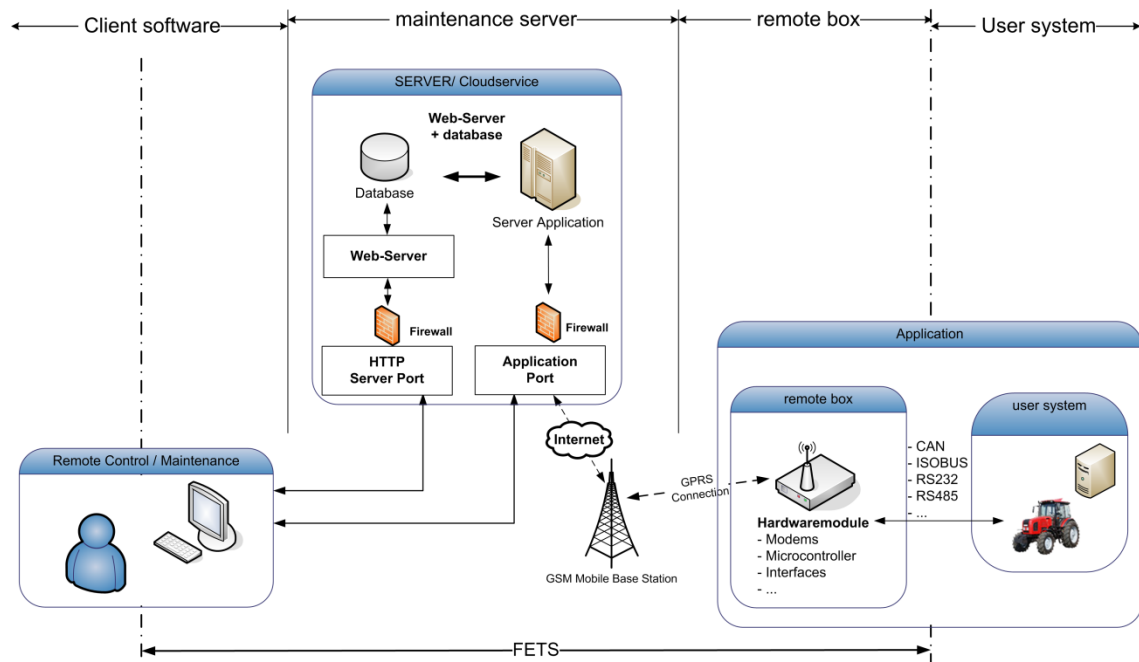 Client software
maintenance server
remote box
User system
SERVER/ Cloudservice
Web-Server
+ database
Database
Server Application
Web-Server
Firewall
Firewall
HTTP
Server Port
Application
Port
Internet
GSM Mobile Base Station
GPRS
Connection
Remote Control / Maintenance
Application
remote box
Hardwaremodule
- Modems
- Microcontroller
- Interfaces
- ...
- CAN
- ISOBUS
- RS232
- RS485
- ...
user system
FETS